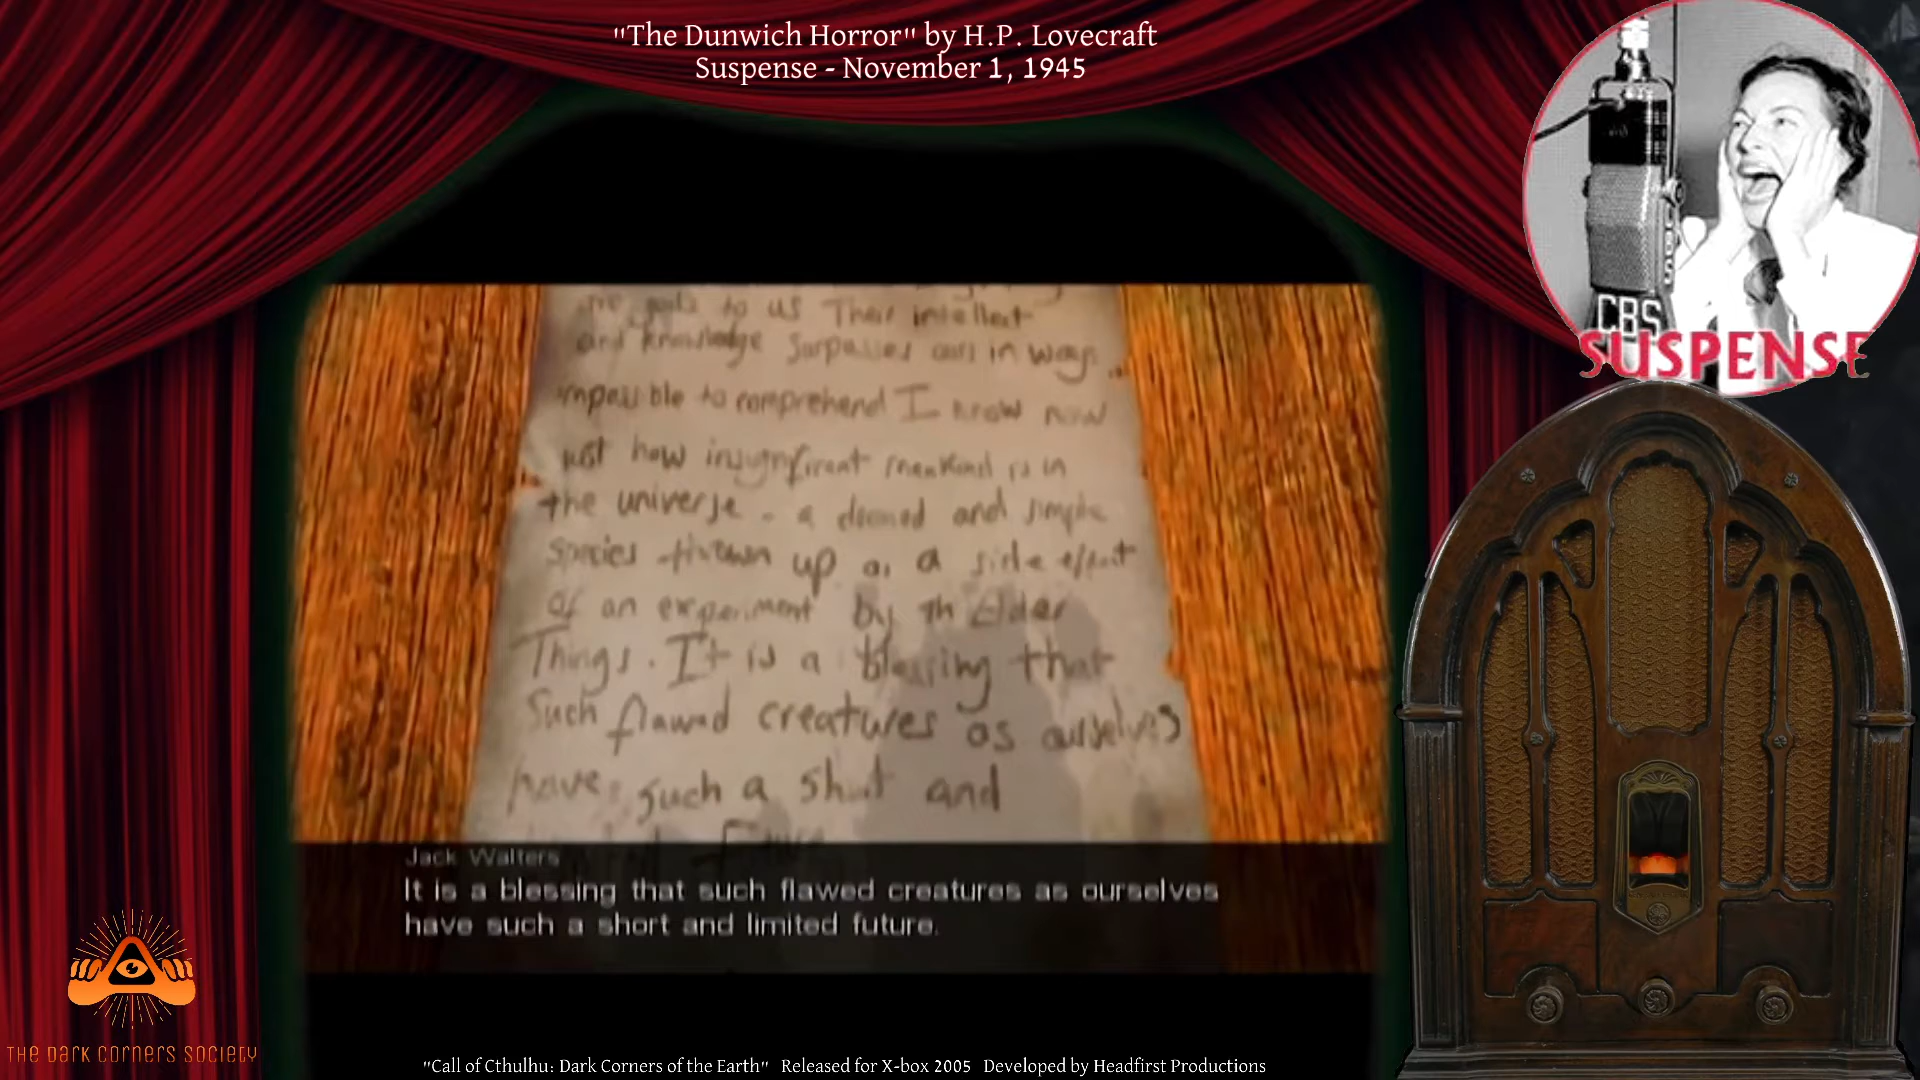 "The Dunwich Horror" by H.P. Lovecraft
Suspense - November 1, 1945
CBS
CBS
SUSPENSE
to us Their intellect
and knowledge surpasses ours in ways
impossible to comprehend I know now
just how insignificant mankind is in
the universe - a doomed and simple
species thrown up as a side effect
of an experiment by th Elder
Things. It is a blessing that
Such flawed creatures as ourselves
have such a short and
Jack Walters
It is a blessing that such flawed creatures as ourselves
have such a short and limited future.
THE DARK CORNERS SOCIETY
"Call of Cthulhu: Dark Corners of the Earth" Released for X-box 2005 Developed by Headfirst Productions